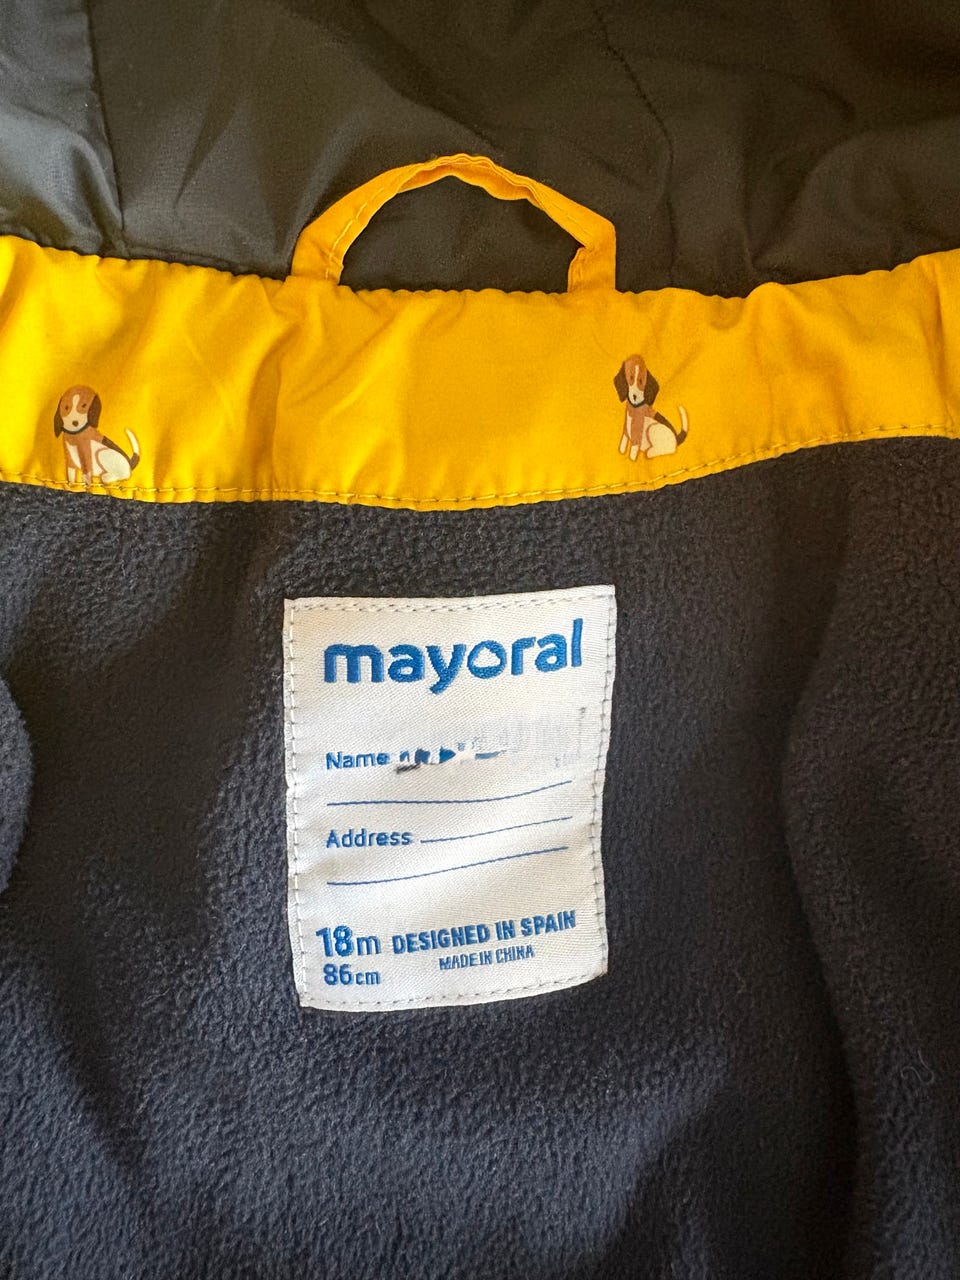 mayoral
Name
Address
18m DESIGNED IN SPAIN
86cm MADE IN CHINA